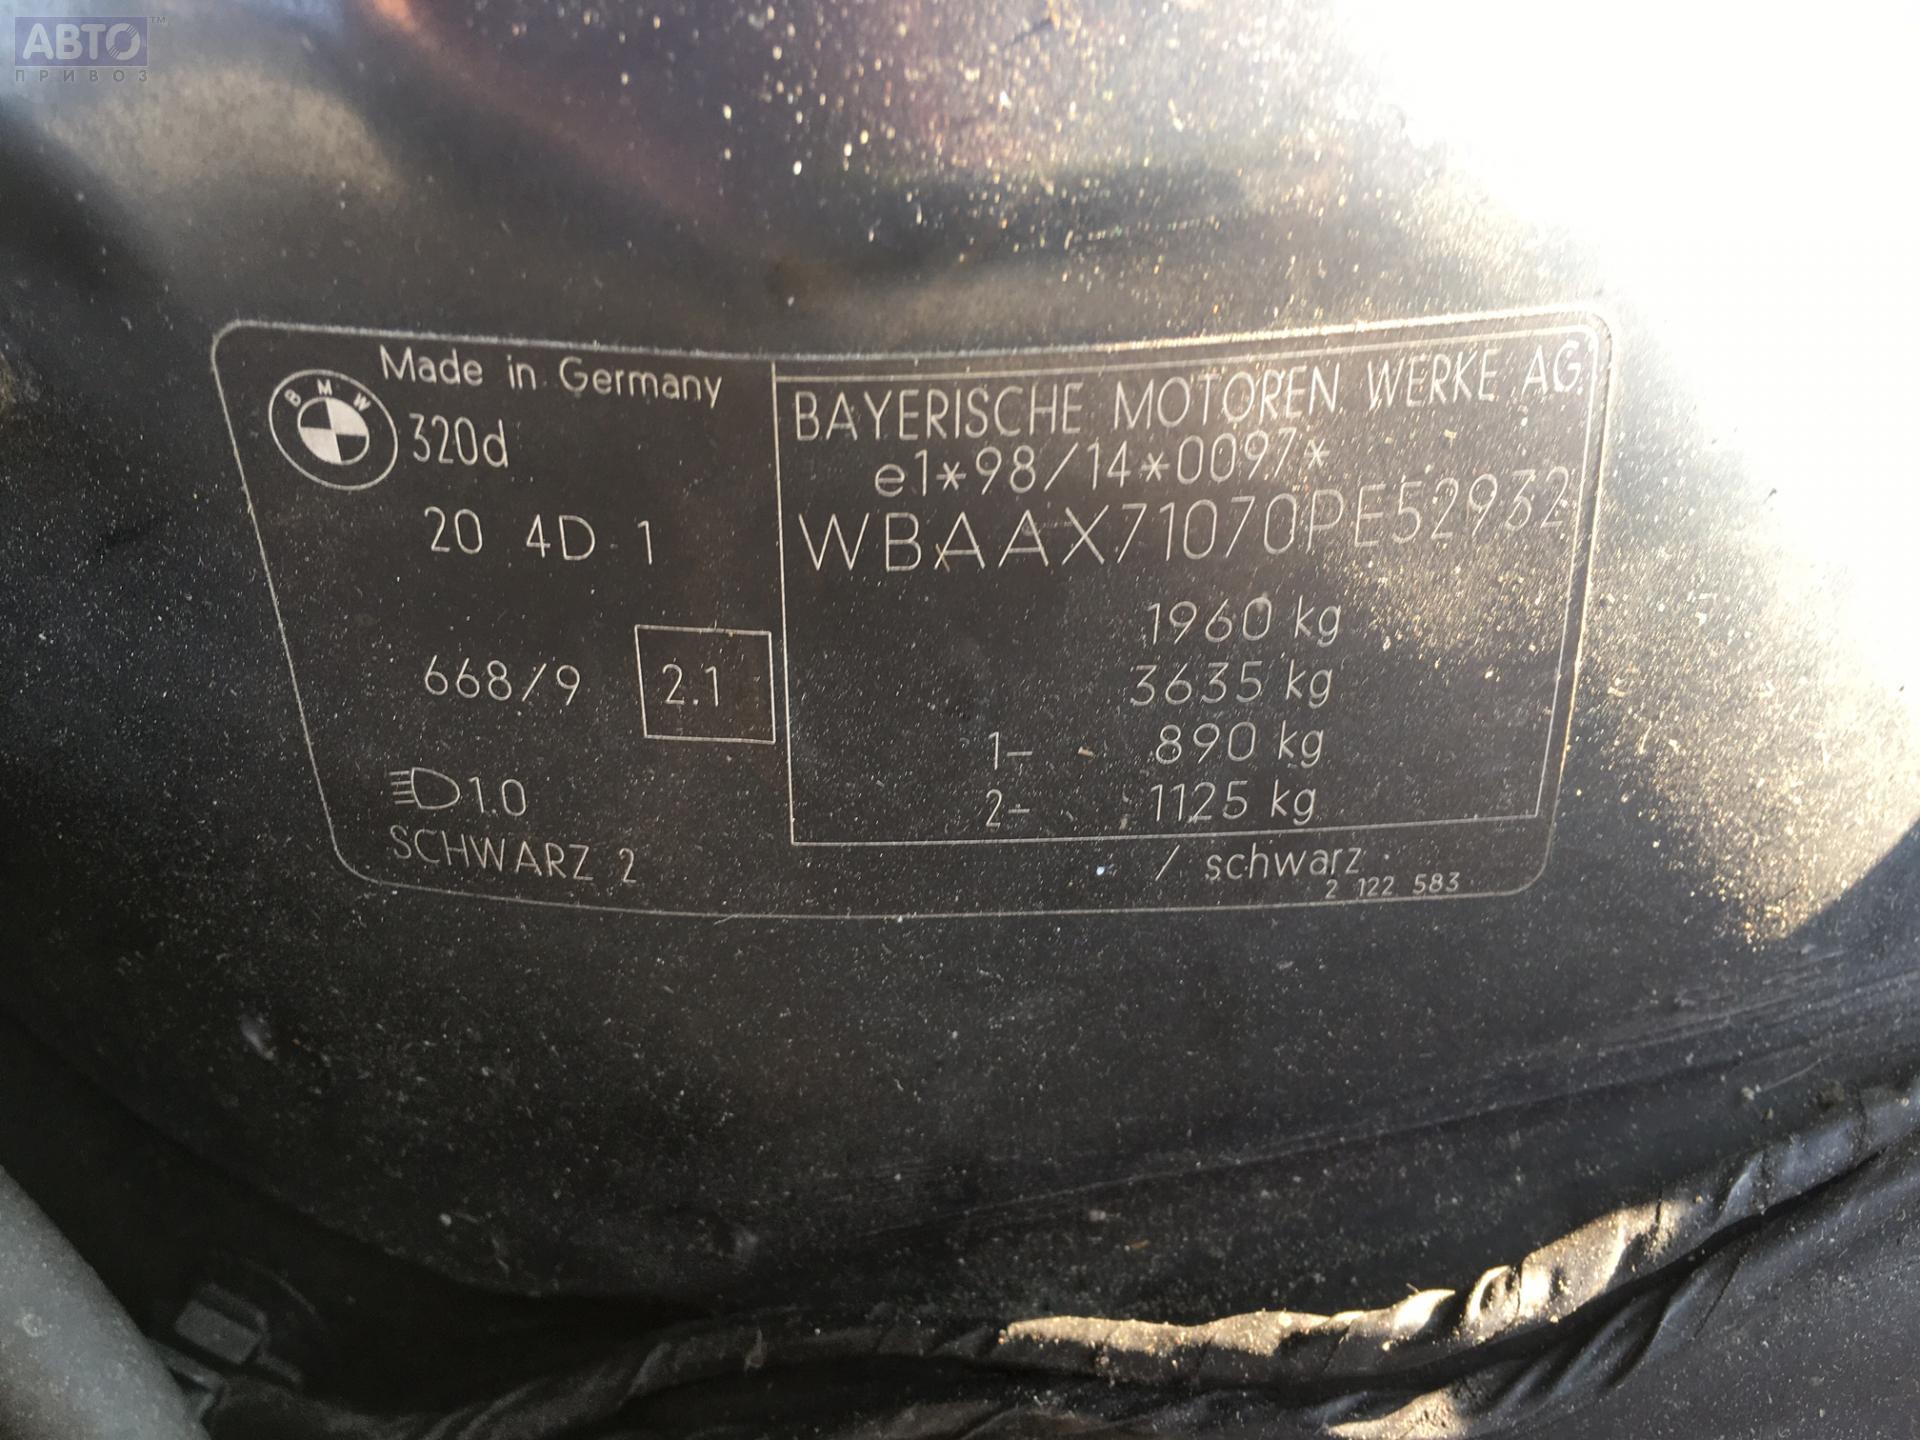 АВТО™
ПРИВОЗ
Made in Germany
BMW
320d
20 4D 1
668/9 2.1
1.0
SCHWARZ 2
BAYERISCHE MOTOREN WERKE AG
e1*98/14*0097*
WBAAX71070PE52932
1960 kg
3635 kg
1- 890 kg
2- 1125 kg
/ schwarz
2 122 583